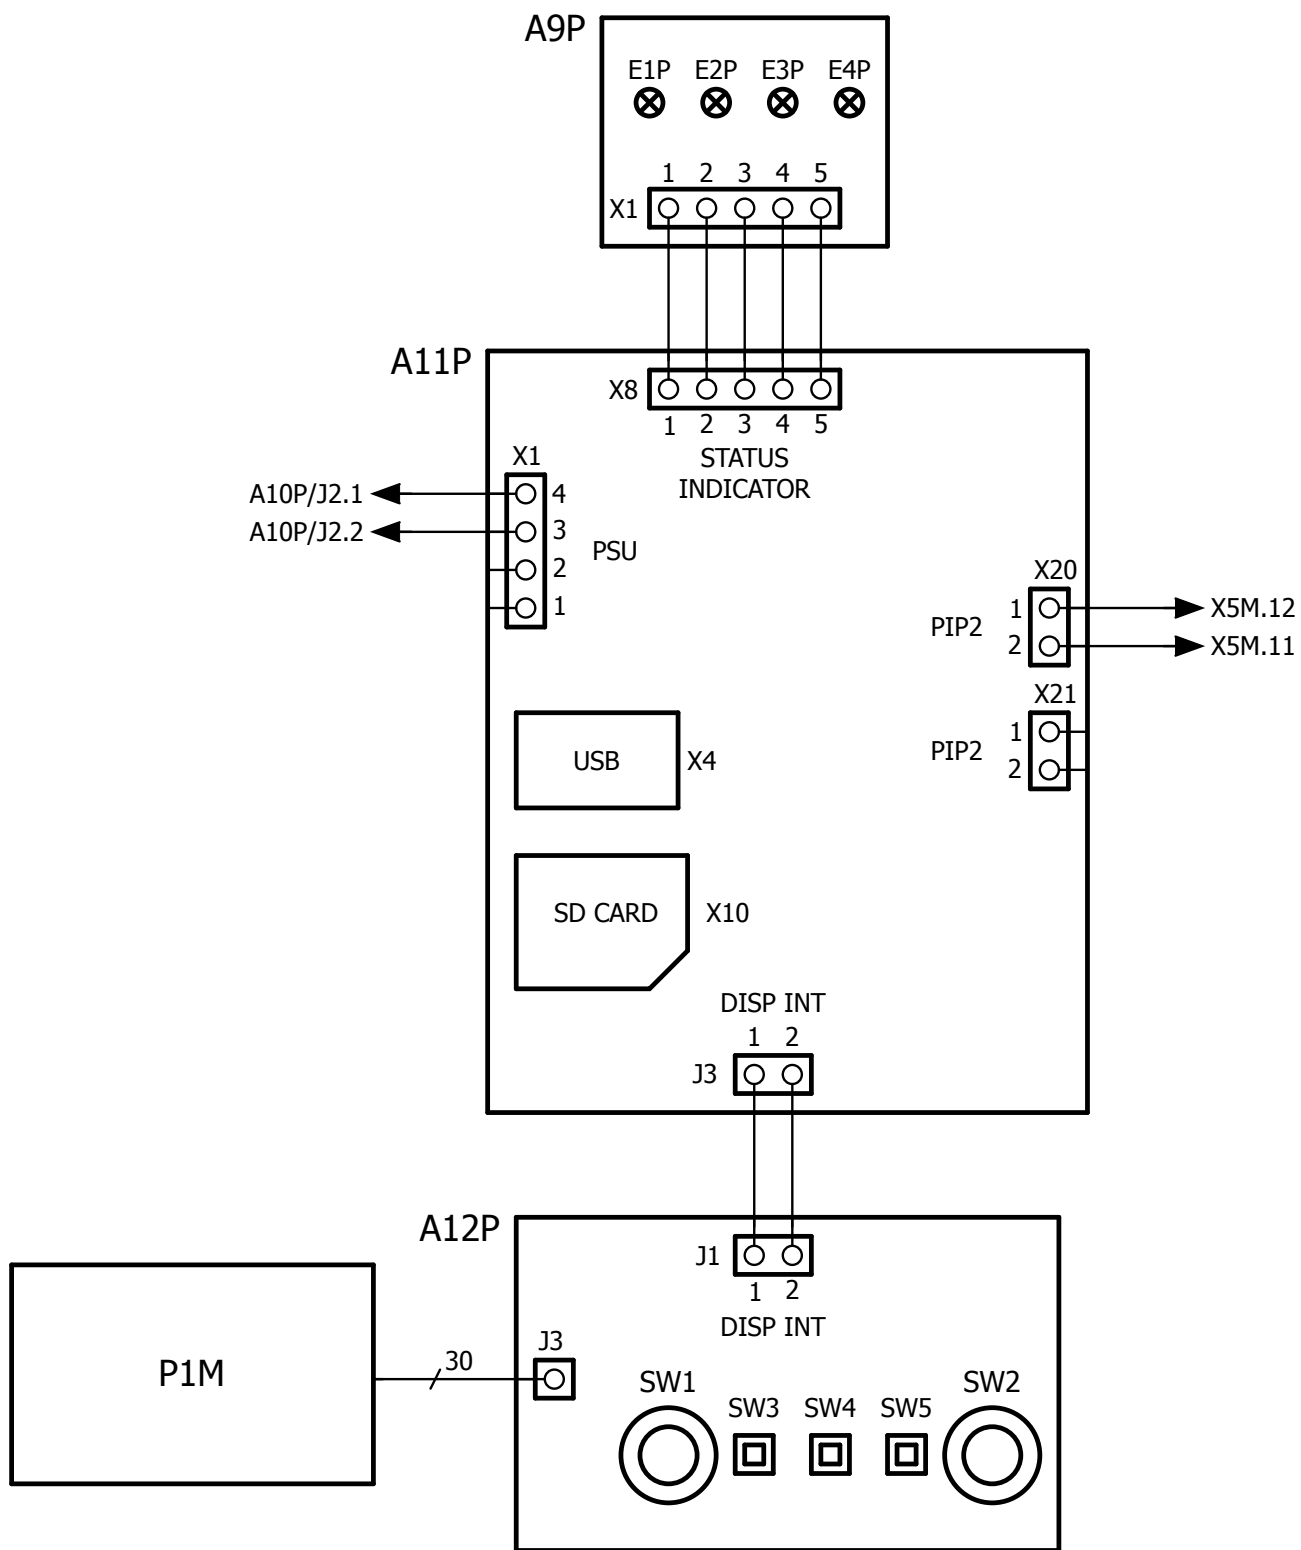 A9P
E1P E2P E3P E4P
1 2 3 4 5
X1
A11P
X8
1 2 3 4 5
STATUS
INDICATOR
X1
A10P/J2.1
4
A10P/J2.2
3
PSU
2
1
X20
PIP2
1
X5M.12
2
X5M.11
X21
PIP2
1
2
USB
X4
SD CARD
X10
DISP INT
1 2
J3
A12P
J1
1 2
DISP INT
P1M
30
J3
SW1
SW3 SW4 SW5
SW2